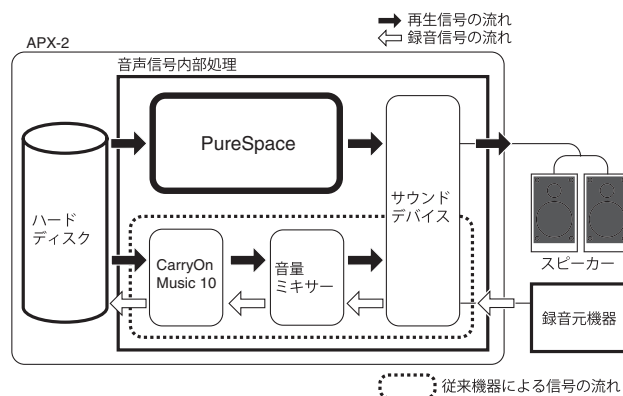 再生信号の流れ
録音信号の流れ
APX-2
音声信号内部処理
PureSpace
サウンド
デバイス
ハード
ディスク
CarryOn
Music 10
音量
ミキサー
スピーカー
録音元機器
従来機器による信号の流れ